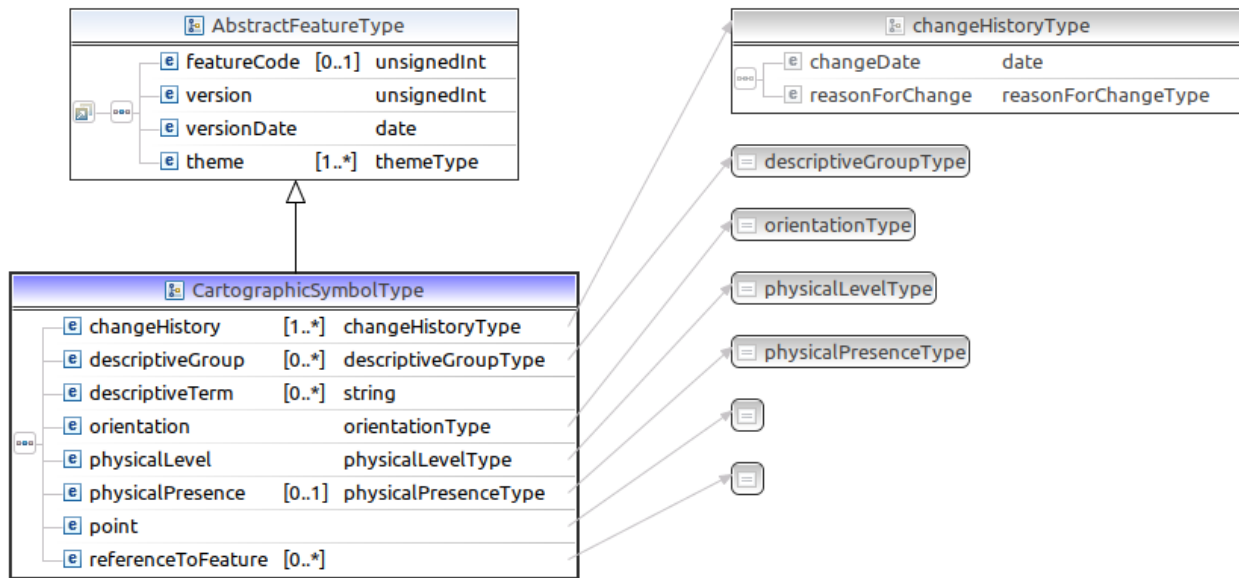 AbstractFeatureType
featureCode [0..1] unsignedInt
version unsignedInt
versionDate date
theme [1..*] themeType
CartographicSymbolType
changeHistory [1..*] changeHistoryType
descriptiveGroup [0..*] descriptiveGroupType
descriptiveTerm [0..*] string
orientation orientationType
physicalLevel physicalLevelType
physicalPresence [0..1] physicalPresenceType
point
referenceToFeature [0..*]
changeHistoryType
changeDate date
reasonForChange reasonForChangeType
descriptiveGroupType
orientationType
physicalLevelType
physicalPresenceType